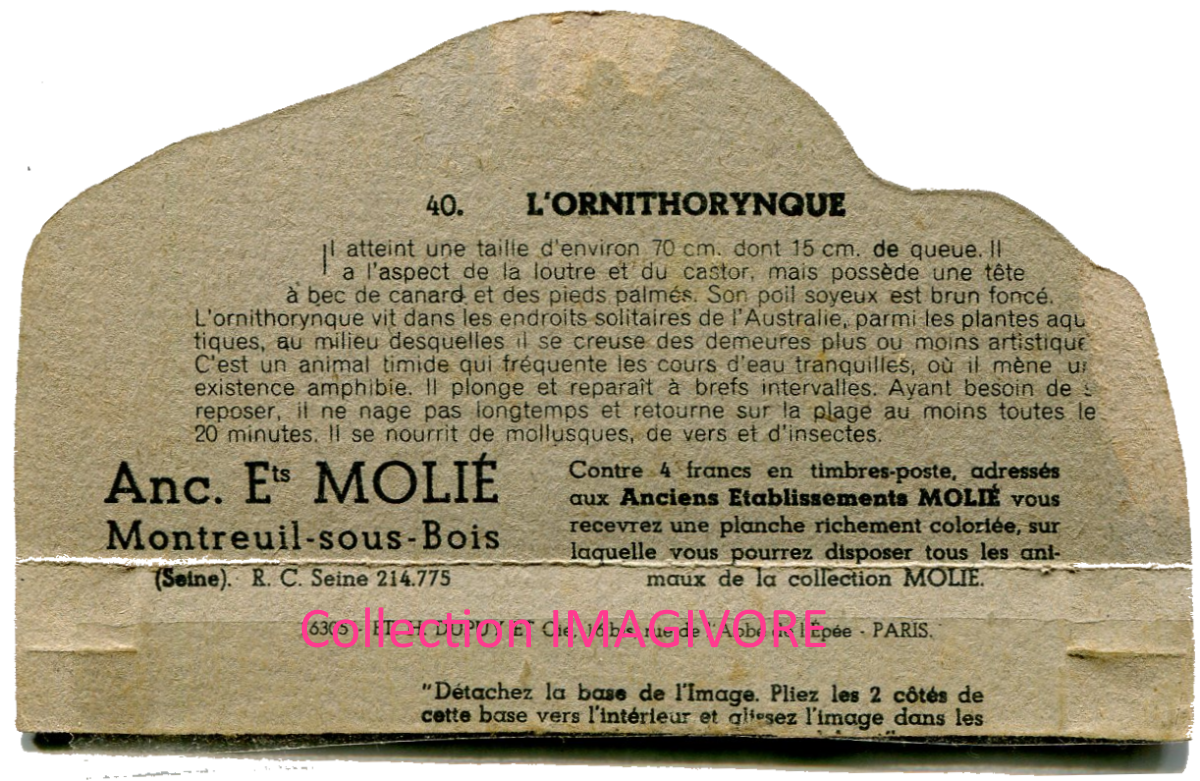 40. L'ORNITHORYNQUE
Il atteint une taille d'environ 70 cm. dont 15 cm. de queue. Il
a l'aspect de la loutre et du castor, mais possède une tête
à bec de canard et des pieds palmés. Son poil soyeux est brun foncé.
L'ornithorynque vit dans les endroits solitaires de l'Australie, parmi les plantes aqu
tiques, au milieu desquelles il se creuse des demeures plus ou moins artistique
C'est un animal timide qui fréquente les cours d'eau tranquilles, où il mène u
existence amphibie. Il plonge et reparaît à brefs intervalles. Ayant besoin de
reposer, il ne nage pas longtemps et retourne sur la plage au moins toutes le
20 minutes. Il se nourrit de mollusques, de vers et d'insectes.
Anc. Ets MOLIÉ
Montreuil-sous-Bois
(Seine). R. C. Seine 214.775
Contre 4 francs en timbres-poste, adressés
aux Anciens Etablissements MOLIÉ vous
recevrez une planche richement coloriée, sur
laquelle vous pourrez disposer tous les ani-
maux de la collection MOLIE.
Collection IMAGIVORE
DUPUY ET Cie, rue de l'Abbé de l'Épée - PARIS.
"Détachez la base de l'Image. Pliez les 2 côtés de
cette base vers l'intérieur et glissez l'image dans les